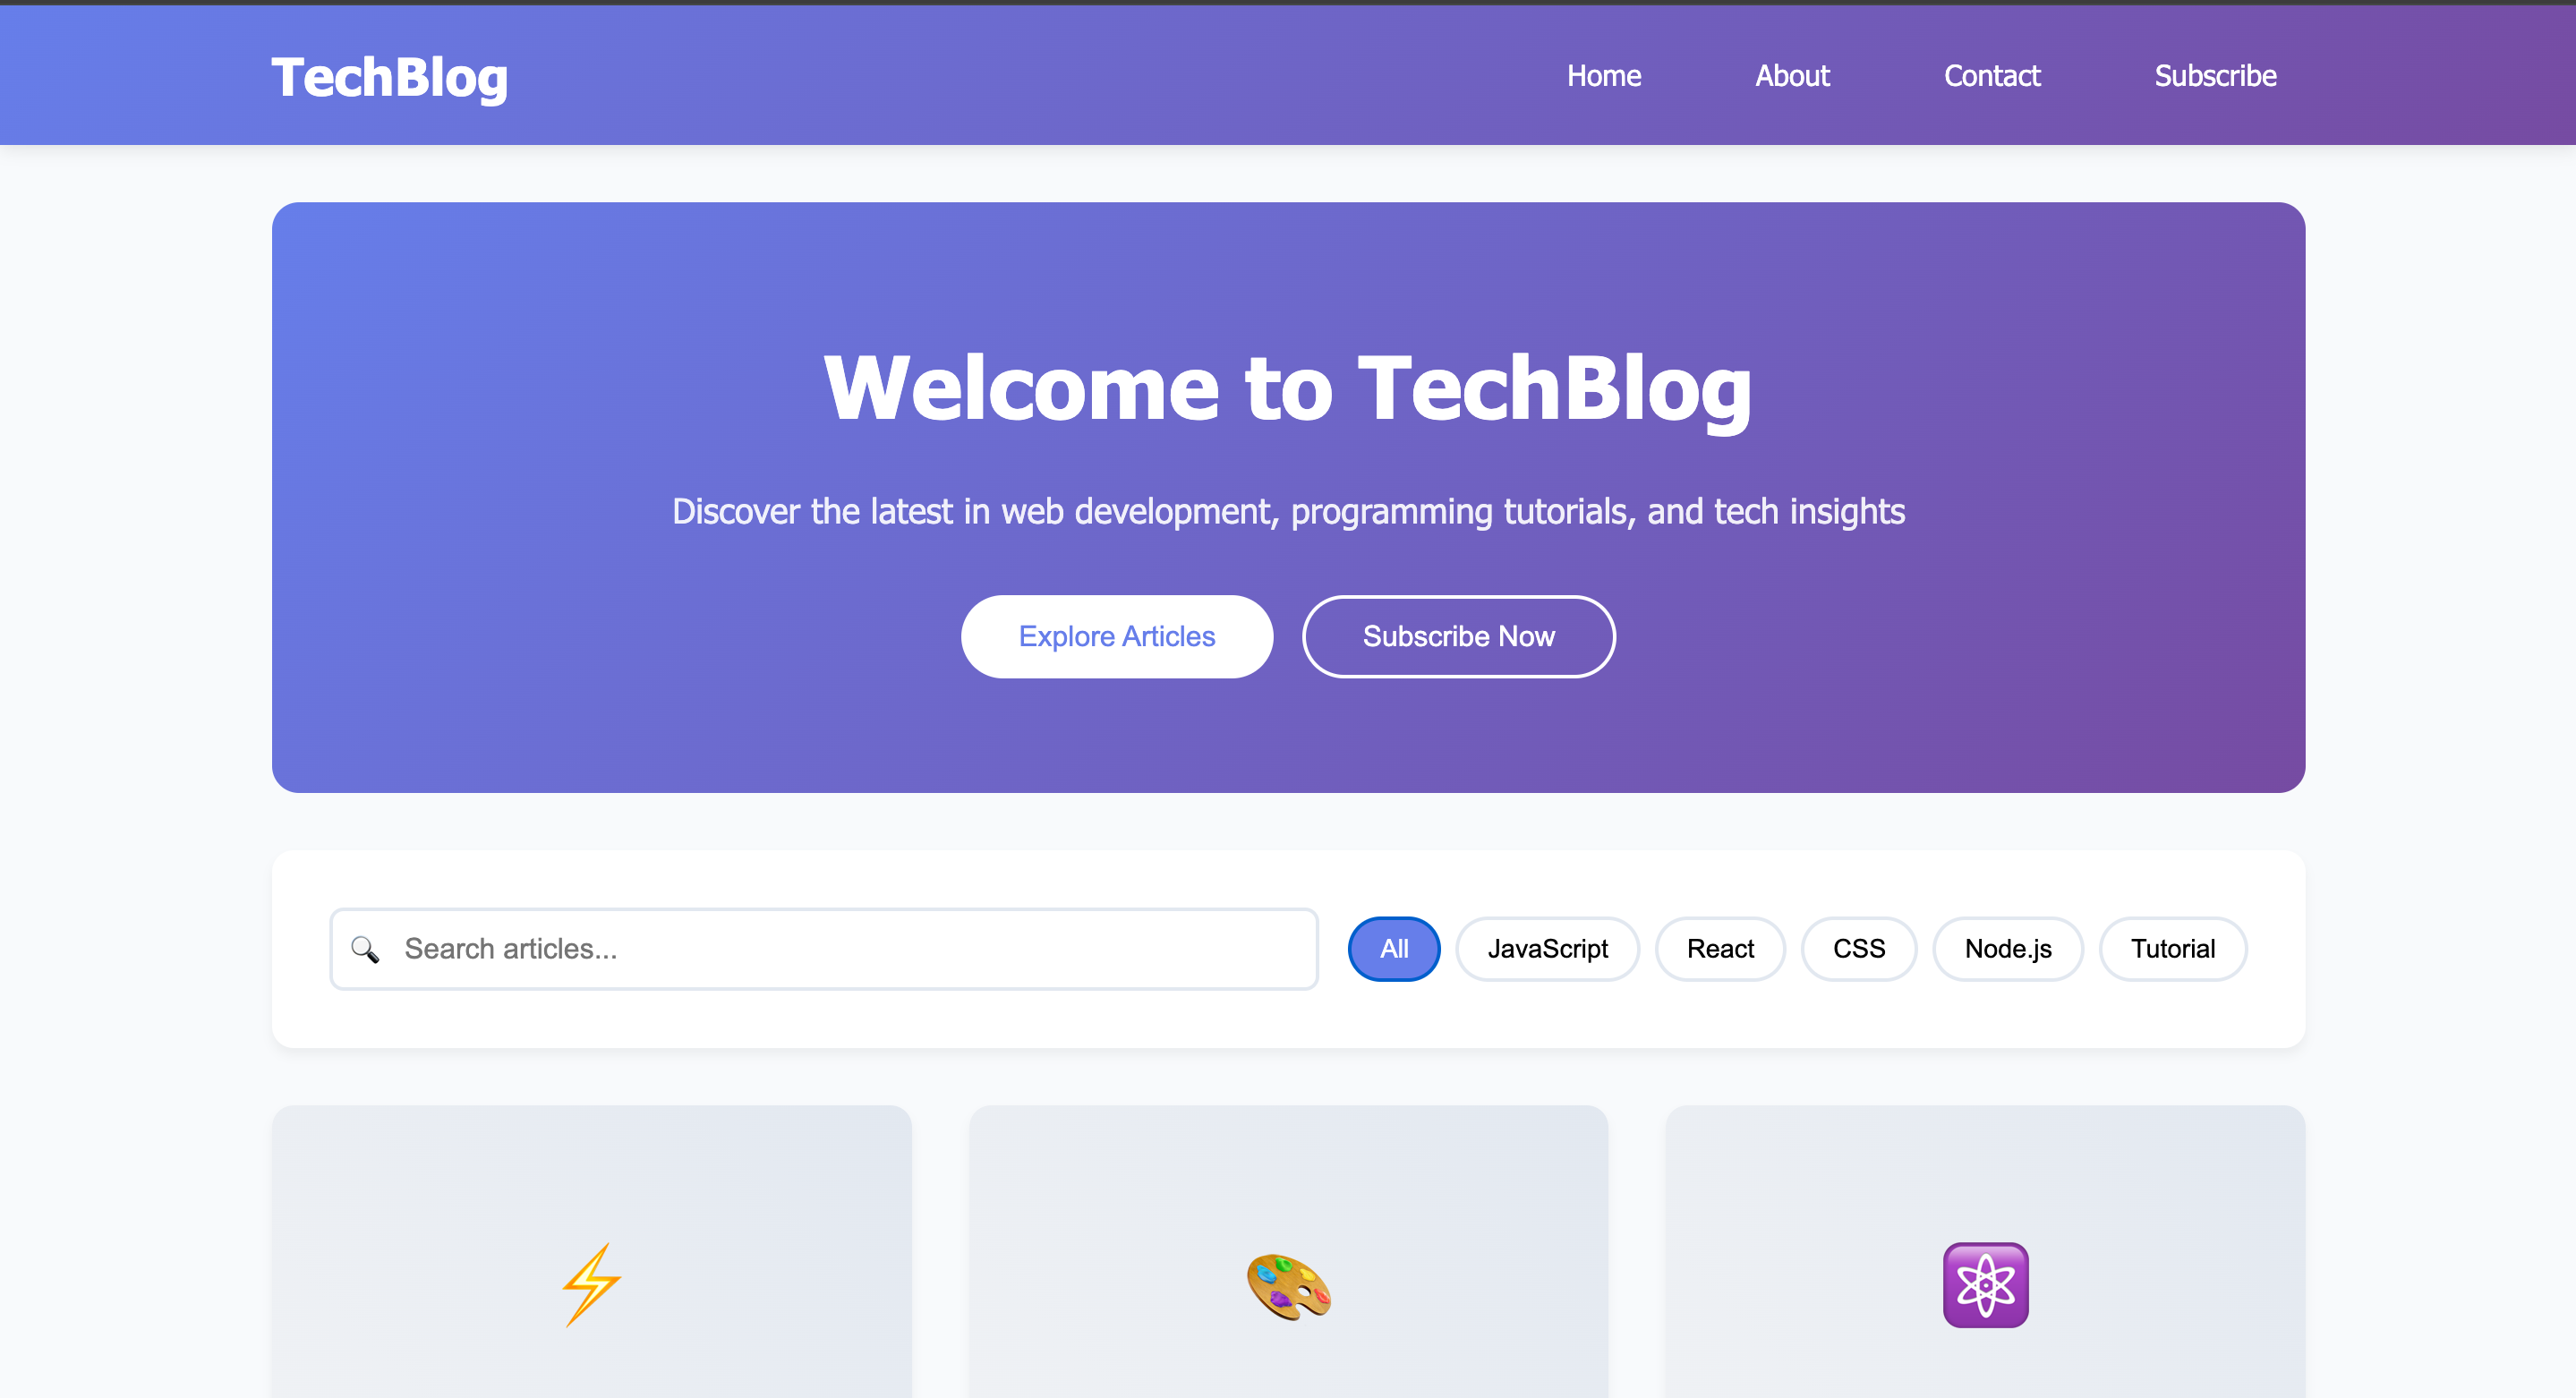 TechBlog
Home About Contact Subscribe
Welcome to TechBlog
Discover the latest in web development, programming tutorials, and tech insights
Explore Articles Subscribe Now
Search articles... All JavaScript React CSS Node.js Tutorial